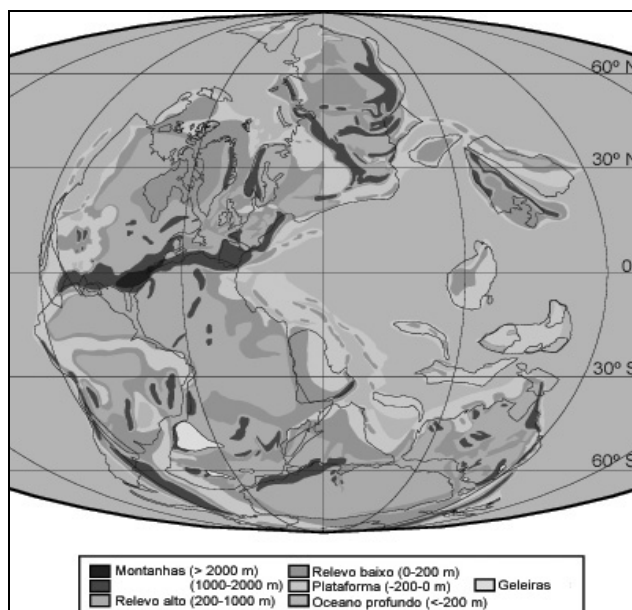 60º N
30º N
0º
30º S
60º S
Montanhas (> 2000 m)
(1000-2000 m)
Relevo alto (200-1000 m)
Relevo baixo (0-200 m)
Plataforma (-200-0 m)
Oceano profundo (<-200 m)
Geleiras